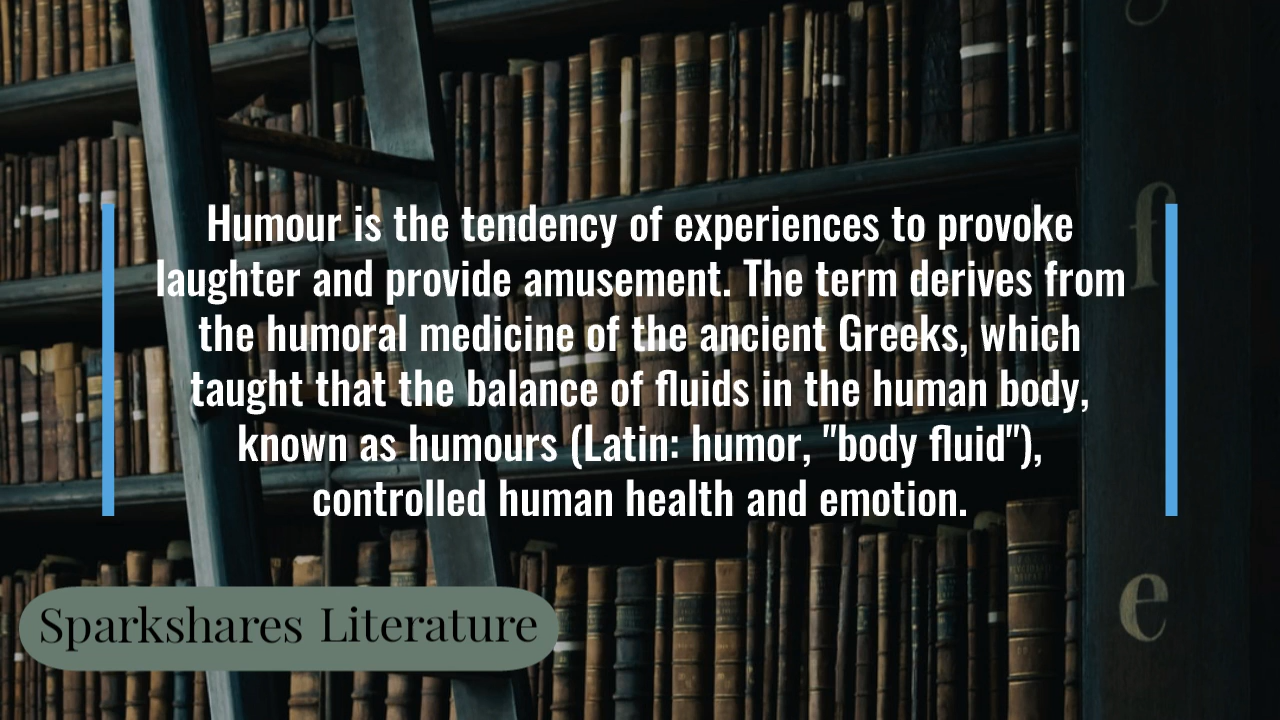 Humour is the tendency of experiences to provoke
laughter and provide amusement. The term derives from
the humoral medicine of the ancient Greeks, which
taught that the balance of fluids in the human body,
known as humours (Latin: humor, "body fluid"),
controlled human health and emotion.
Sparkshares Literature
f
e